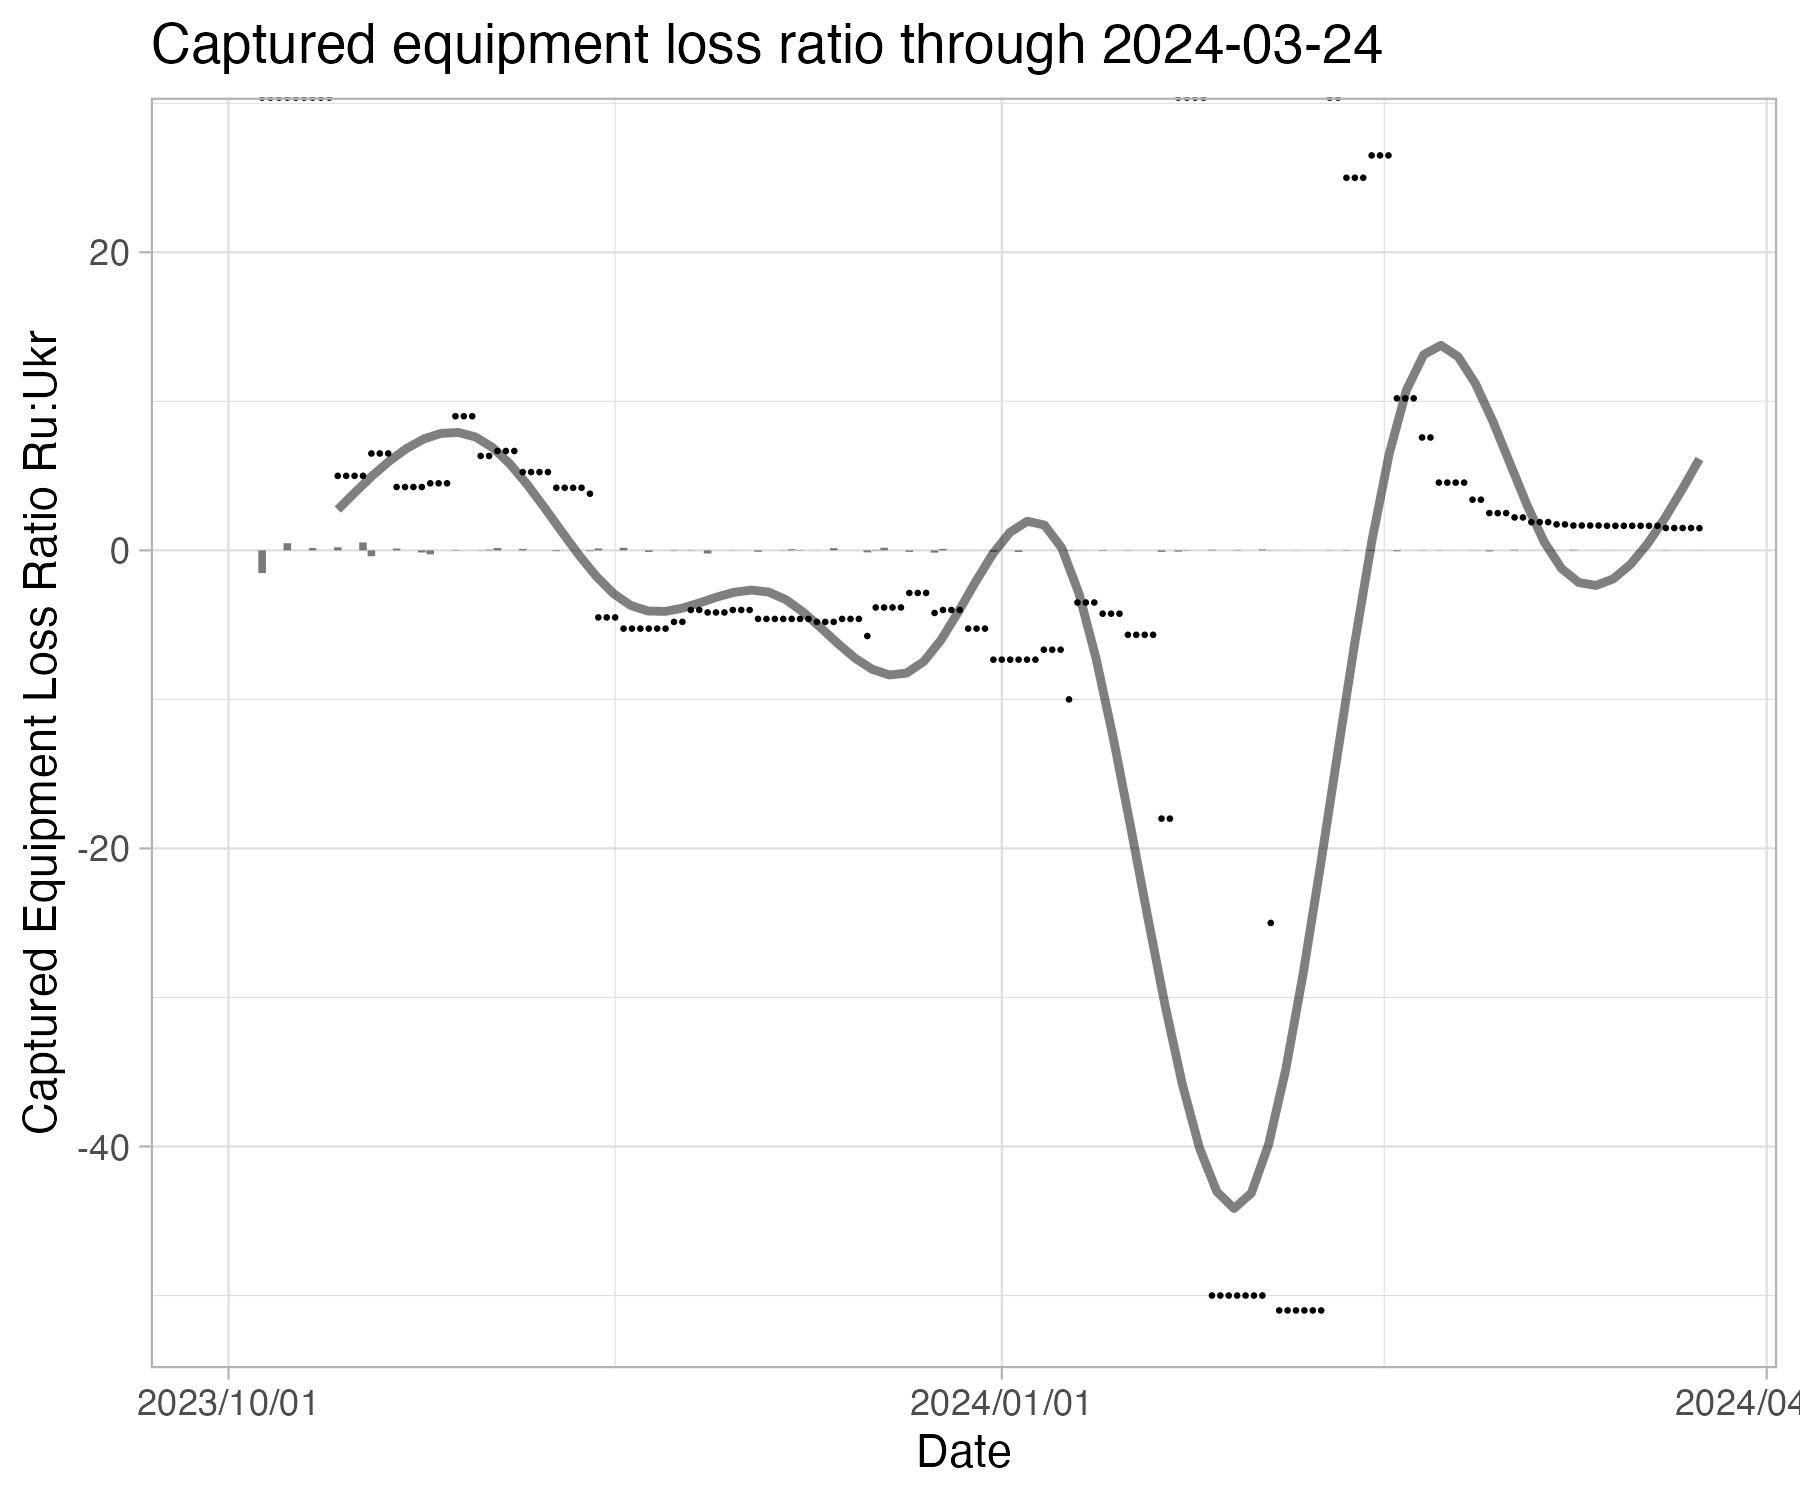 Captured equipment loss ratio through 2024-03-24
Captured Equipment Loss Ratio Ru:Ukr
20
0
-20
-40
2023/10/01
2024/01/01
2024/04
Date